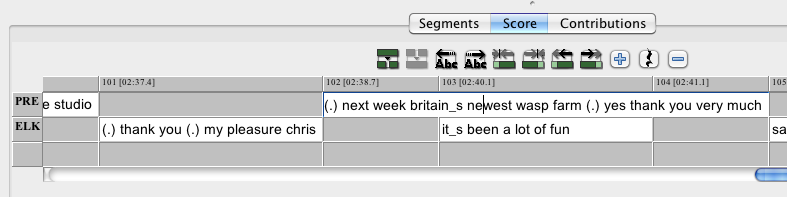 Segments Score Contributions
Abc Abc
101 [02:37.4] 102 [02:38.7] 103 [02:40.1] 104 [02:41.1] 105
PRE e studio (.) next week britain_s newest wasp farm (.) yes thank you very much
ELK (.) thank you (.) my pleasure chris it_s been a lot of fun sa